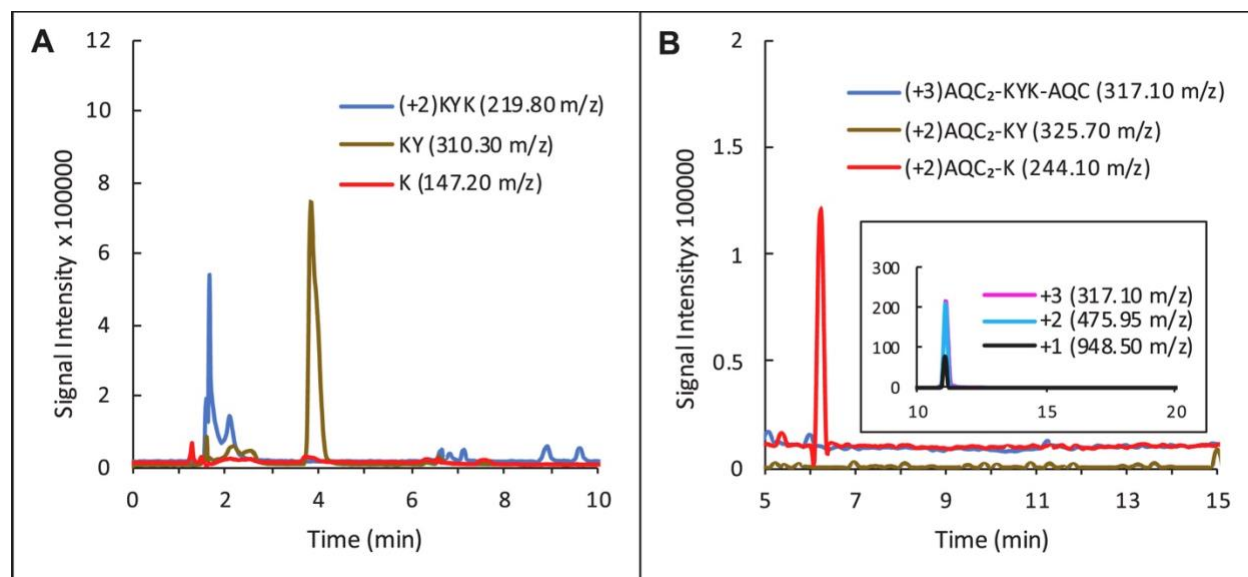 A
12
10
8
6
4
2
0
0 2 4 6 8 10
Signal Intensity x 100000
Time (min)
(+2)KYK (219.80 m/z)
KY (310.30 m/z)
K (147.20 m/z)
B
2
1.5
1
0.5
0
5 7 9 11 13 15
Signal Intensityx 100000
Time (min)
(+3)AQC₂-KYK-AQC (317.10 m/z)
(+2)AQC₂-KY (325.70 m/z)
(+2)AQC₂-K (244.10 m/z)
300
200
100
0
10 15 20
+3 (317.10 m/z)
+2 (475.95 m/z)
+1 (948.50 m/z)